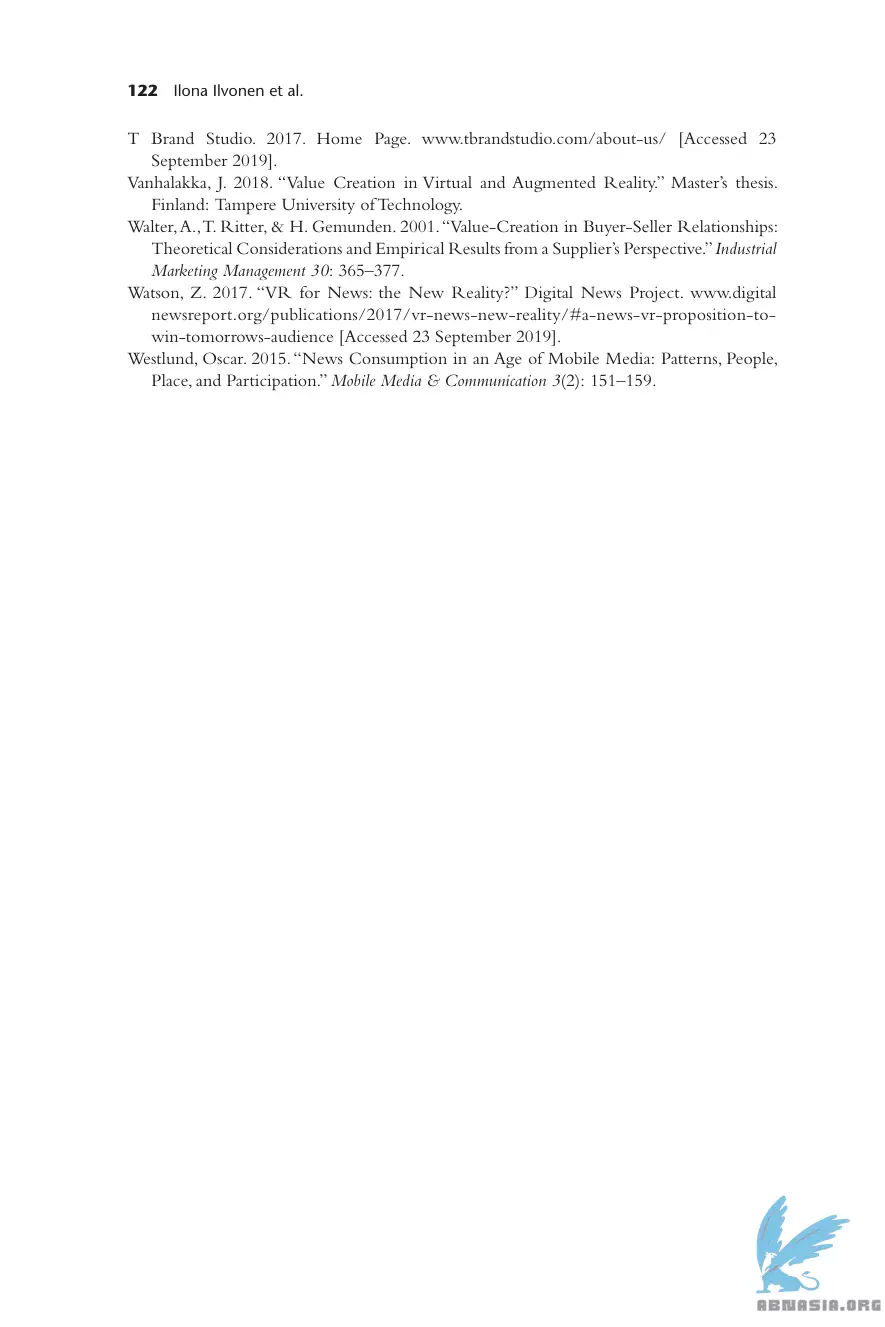 122 Ilona Ilvonen et al.
T Brand Studio. 2017. Home Page. www.tbrandstudio.com/about-us/ [Accessed 23
September 2019].
Vanhalakka, J. 2018. “Value Creation in Virtual and Augmented Reality.” Master’s thesis.
Finland: Tampere University of Technology.
Walter, A., T. Ritter, & H. Gemunden. 2001. “Value-Creation in Buyer-Seller Relationships:
Theoretical Considerations and Empirical Results from a Supplier’s Perspective.” Industrial
Marketing Management 30: 365–377.
Watson, Z. 2017. “VR for News: the New Reality?” Digital News Project. www.digital
newsreport.org/publications/2017/vr-news-new-reality/#a-news-vr-proposition-to-
win-tomorrows-audience [Accessed 23 September 2019].
Westlund, Oscar. 2015. “News Consumption in an Age of Mobile Media: Patterns, People,
Place, and Participation.” Mobile Media & Communication 3(2): 151–159.
ABNASIA.ORG